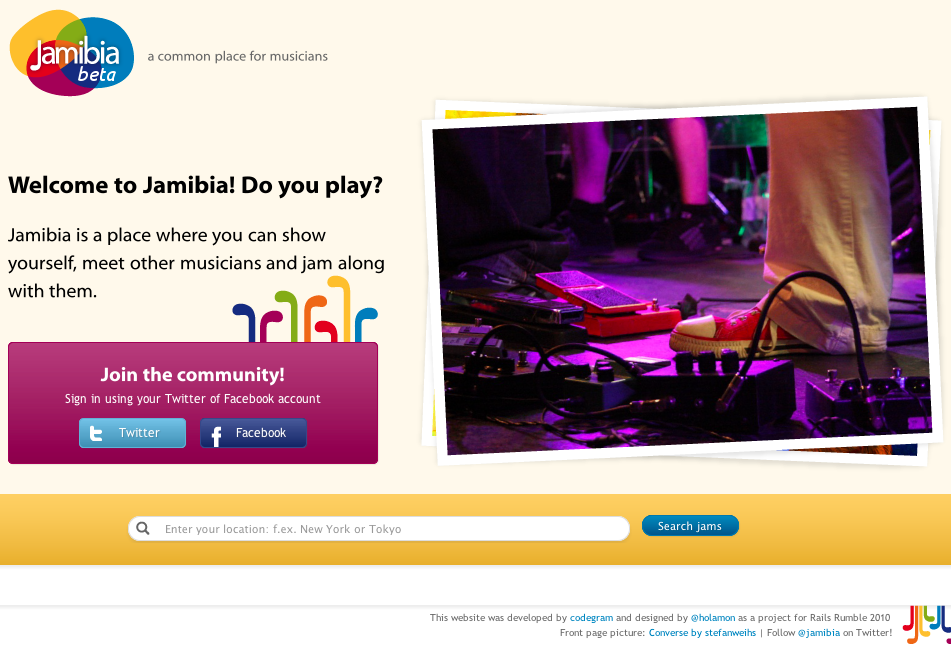 Jamibia
beta
a common place for musicians
Welcome to Jamibia! Do you play?
Jamibia is a place where you can show
yourself, meet other musicians and jam along
with them.
Join the community!
Sign in using your Twitter of Facebook account
Twitter
Facebook
Enter your location: f.ex. New York or Tokyo
Search jams
This website was developed by codegram and designed by @holamon as a project for Rails Rumble 2010
Front page picture: Converse by stefanweihs | Follow @jamibia on Twitter!